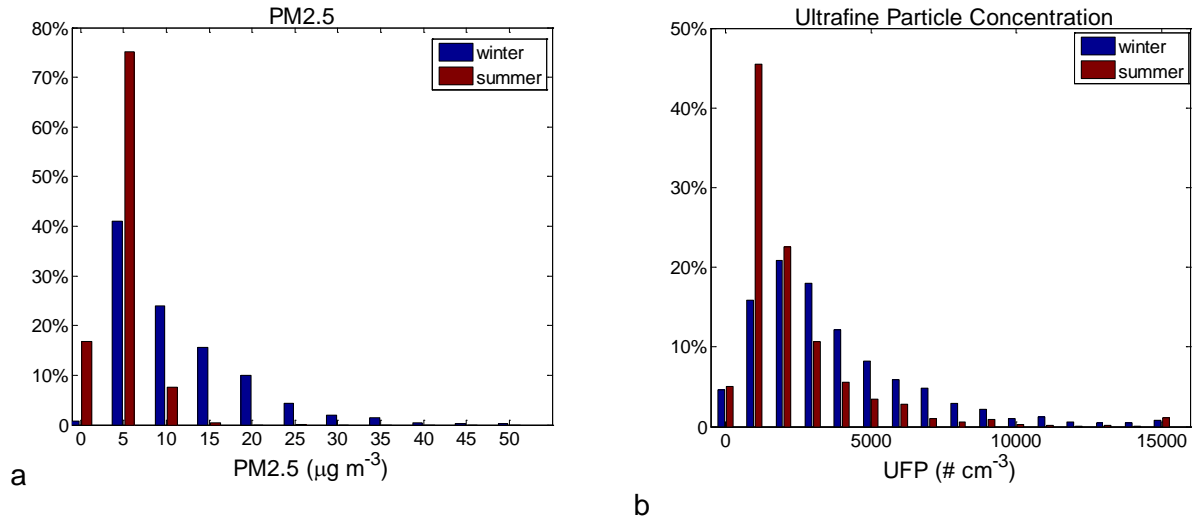 PM2.5
80%
70%
60%
50%
40%
30%
20%
10%
0
winter
summer
0 5 10 15 20 25 30 35 40 45 50
PM2.5 (μg m-3)
a
Ultrafine Particle Concentration
50%
40%
30%
20%
10%
0
winter
summer
0 5000 10000 15000
UFP (# cm-3)
b